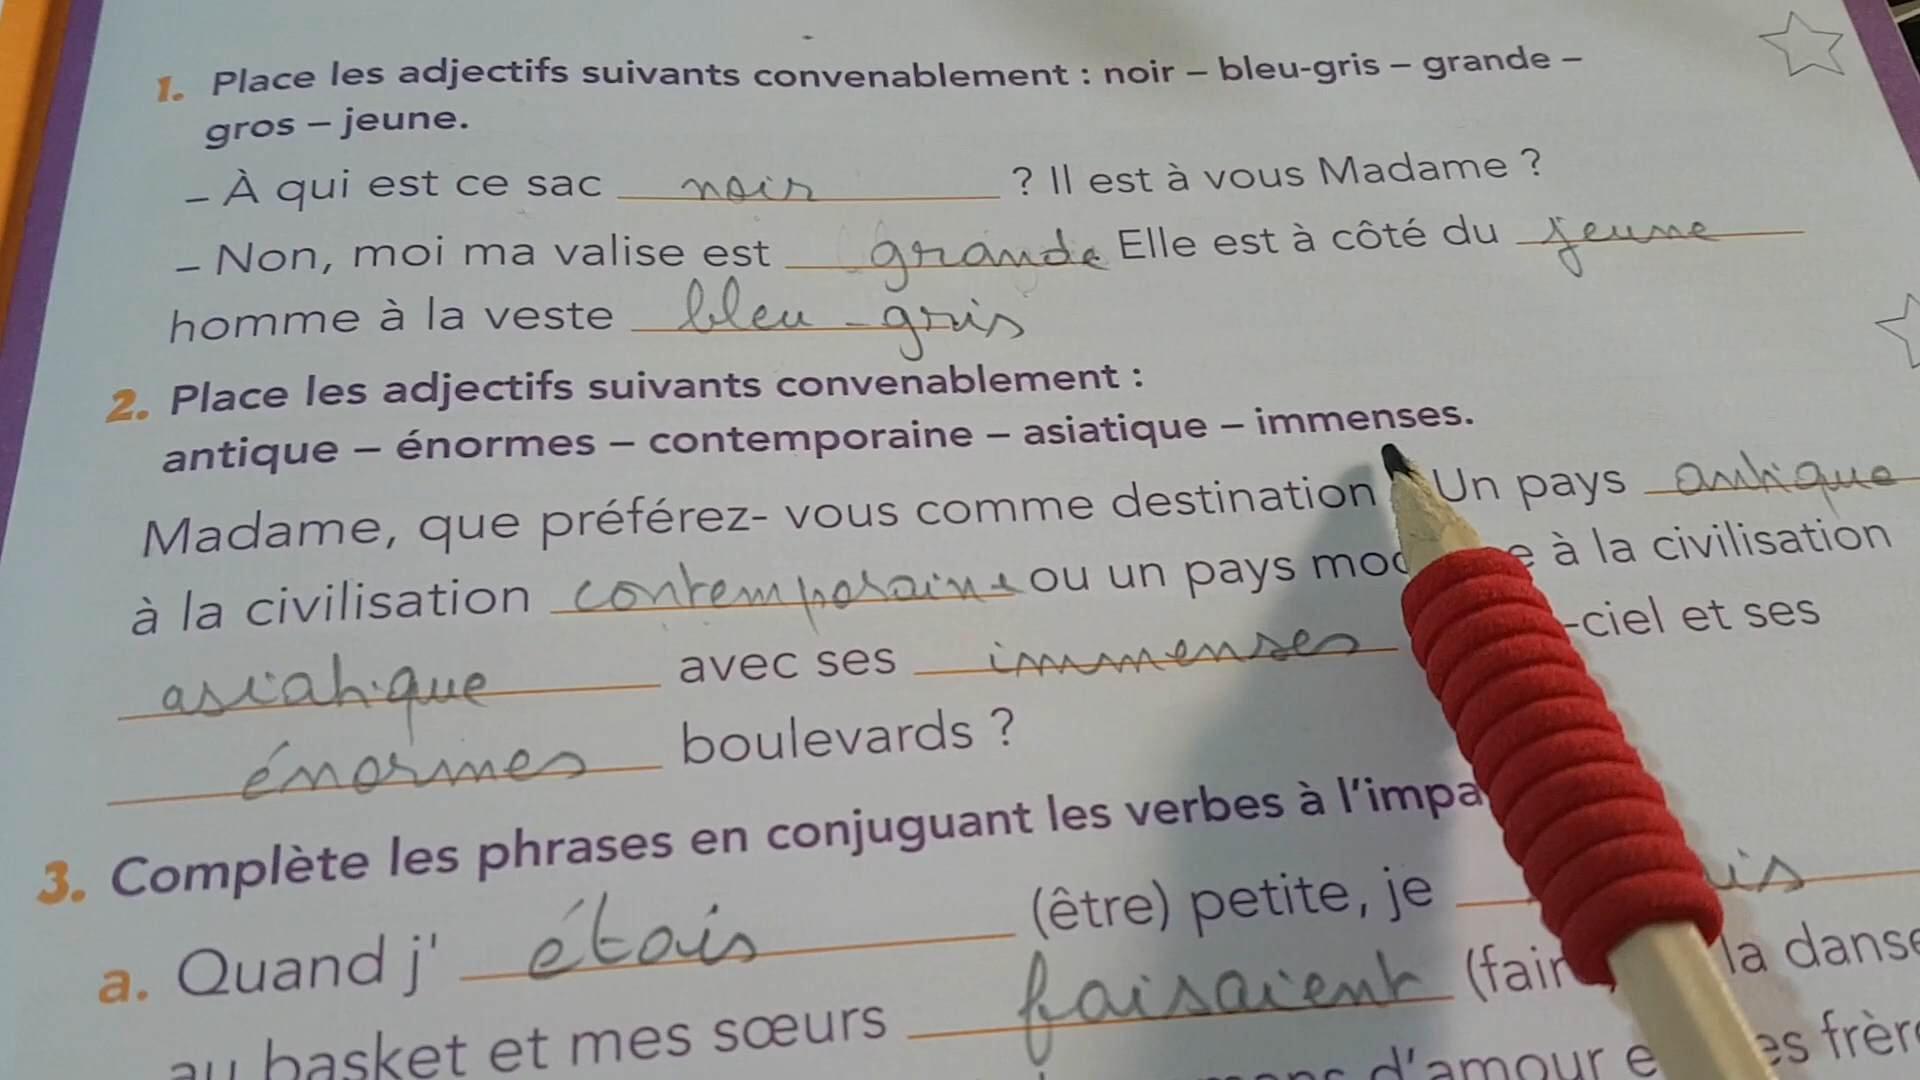 1. Place les adjectifs suivants convenablement : noir – bleu-gris – grande –
gros – jeune.
– À qui est ce sac noir ? Il est à vous Madame ?
– Non, moi ma valise est grande Elle est à côté du jeune
homme à la veste bleu-gris
2. Place les adjectifs suivants convenablement :
antique – énormes – contemporaine – asiatique – immenses.
Madame, que préférez- vous comme destination Un pays antique
à la civilisation contemporaine ou un pays à la civilisation
asiatique avec ses immenses -ciel et ses
énormes boulevards ?
3. Complète les phrases en conjuguant les verbes à l'impa
a. Quand j' étais (être) petite, je
au basket et mes sœurs faisaient (fair la danse
d'amour e es frèr